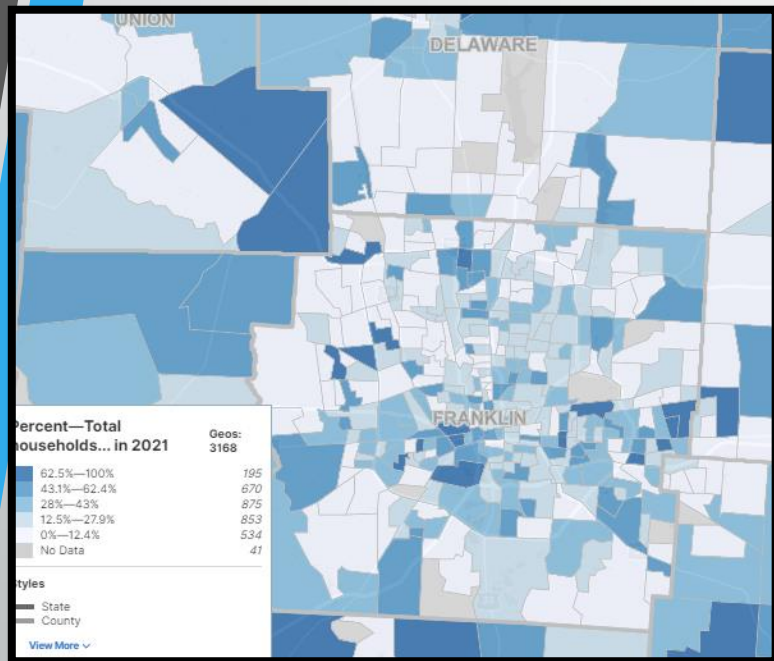 UNION
DELAWARE
FRANKLIN
Percent—Total households... in 2021
Geos: 3168
62.5%—100% 195
43.1%—62.4% 670
28%—43% 875
12.5%—27.9% 853
0%—12.4% 534
No Data 41
Styles
State
County
View More